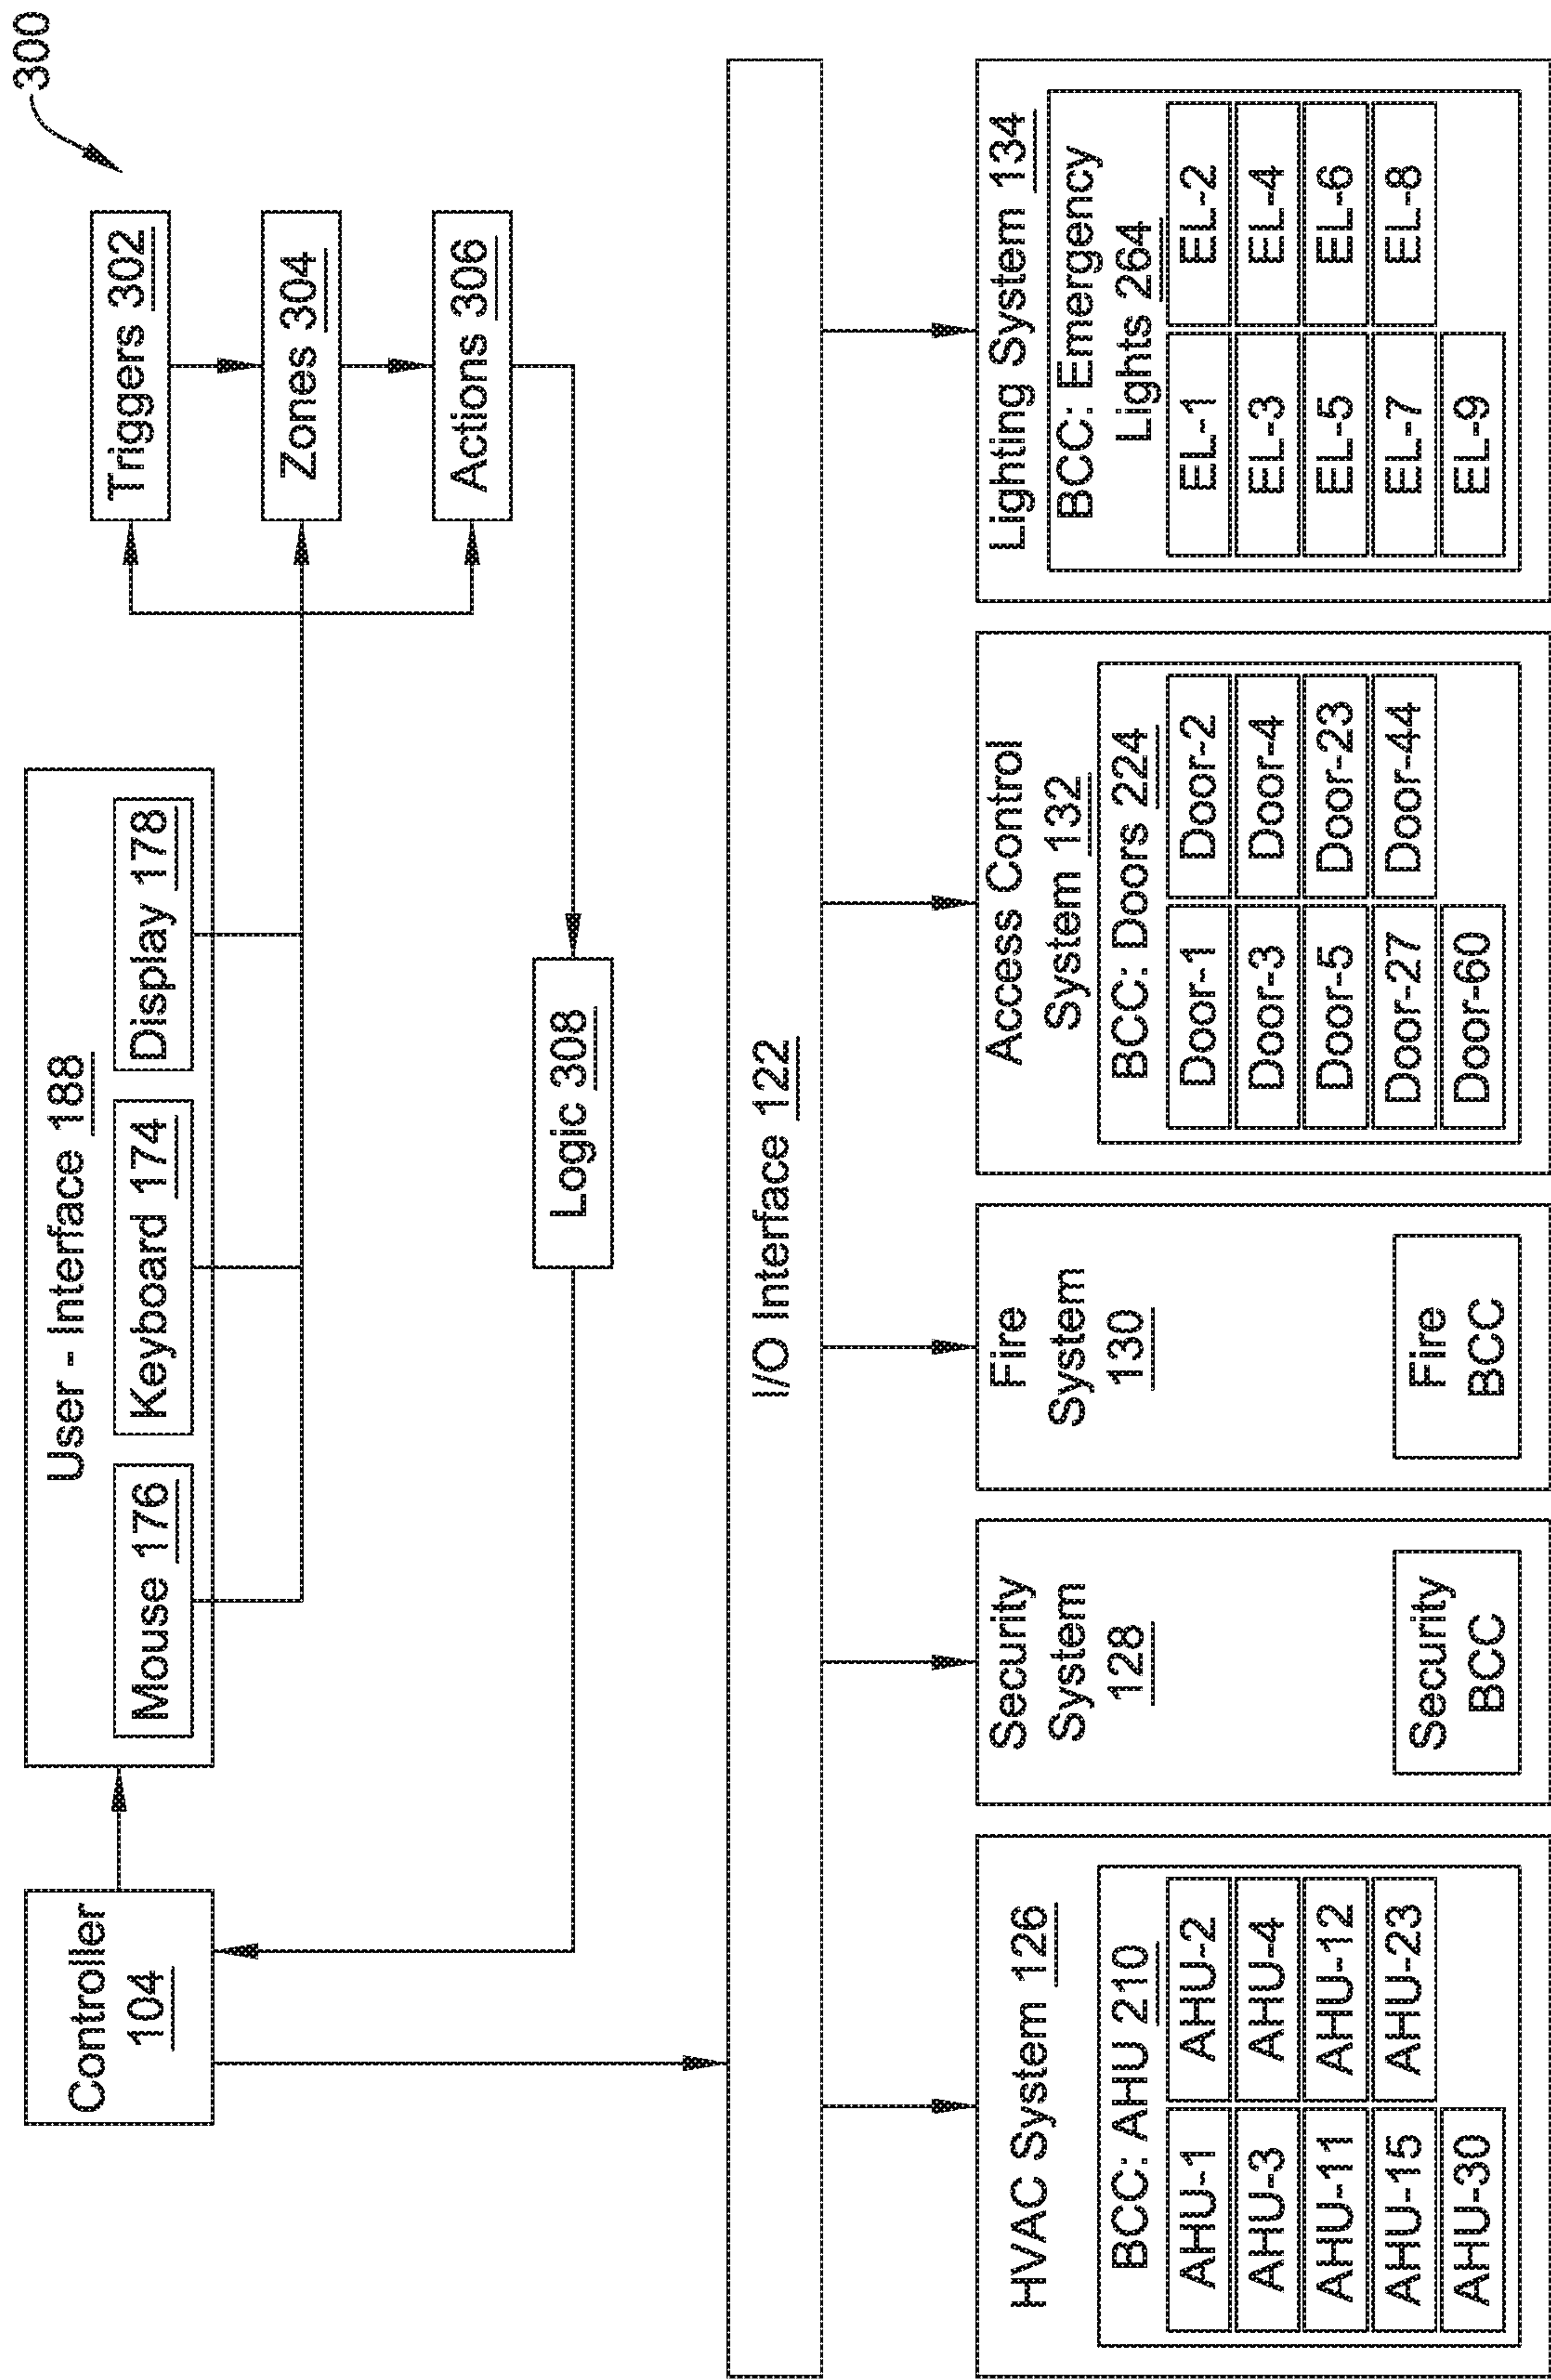 300
Controller
104
User - Interface 188
Mouse 176
Keyboard 174
Display 178
Triggers 302
Zones 304
Actions 306
Logic 308
I/O Interface 122
HVAC System 126
BCC: AHU 210
AHU-1
AHU-2
AHU-3
AHU-4
AHU-11
AHU-12
AHU-15
AHU-23
AHU-30
Security
System
128
Security
BCC
Fire
System
130
Fire
BCC
Access Control
System 132
BCC: Doors 224
Door-1
Door-2
Door-3
Door-4
Door-5
Door-23
Door-27
Door-44
Door-60
Lighting System 134
BCC: Emergency
Lights 264
EL-1
EL-2
EL-3
EL-4
EL-5
EL-6
EL-7
EL-8
EL-9